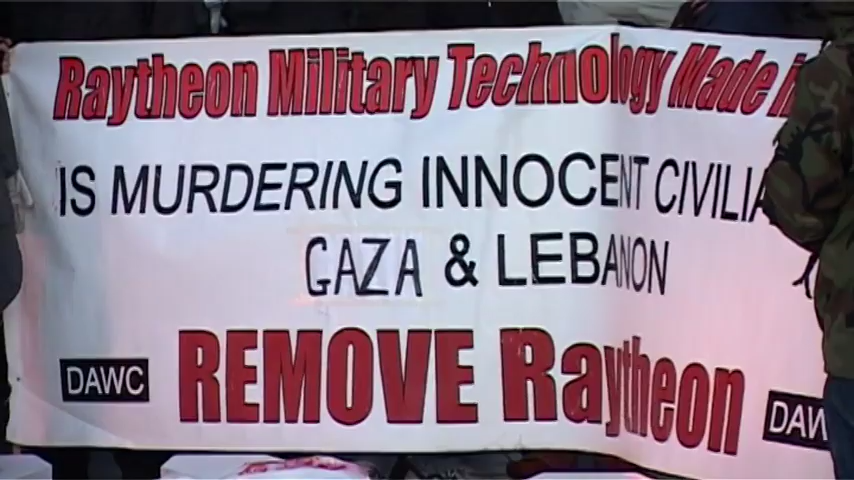 Raytheon Military Technology Made
IS MURDERING INNOCENT
GAZA & LEBANON
REMOVE Raytheon
DAWC